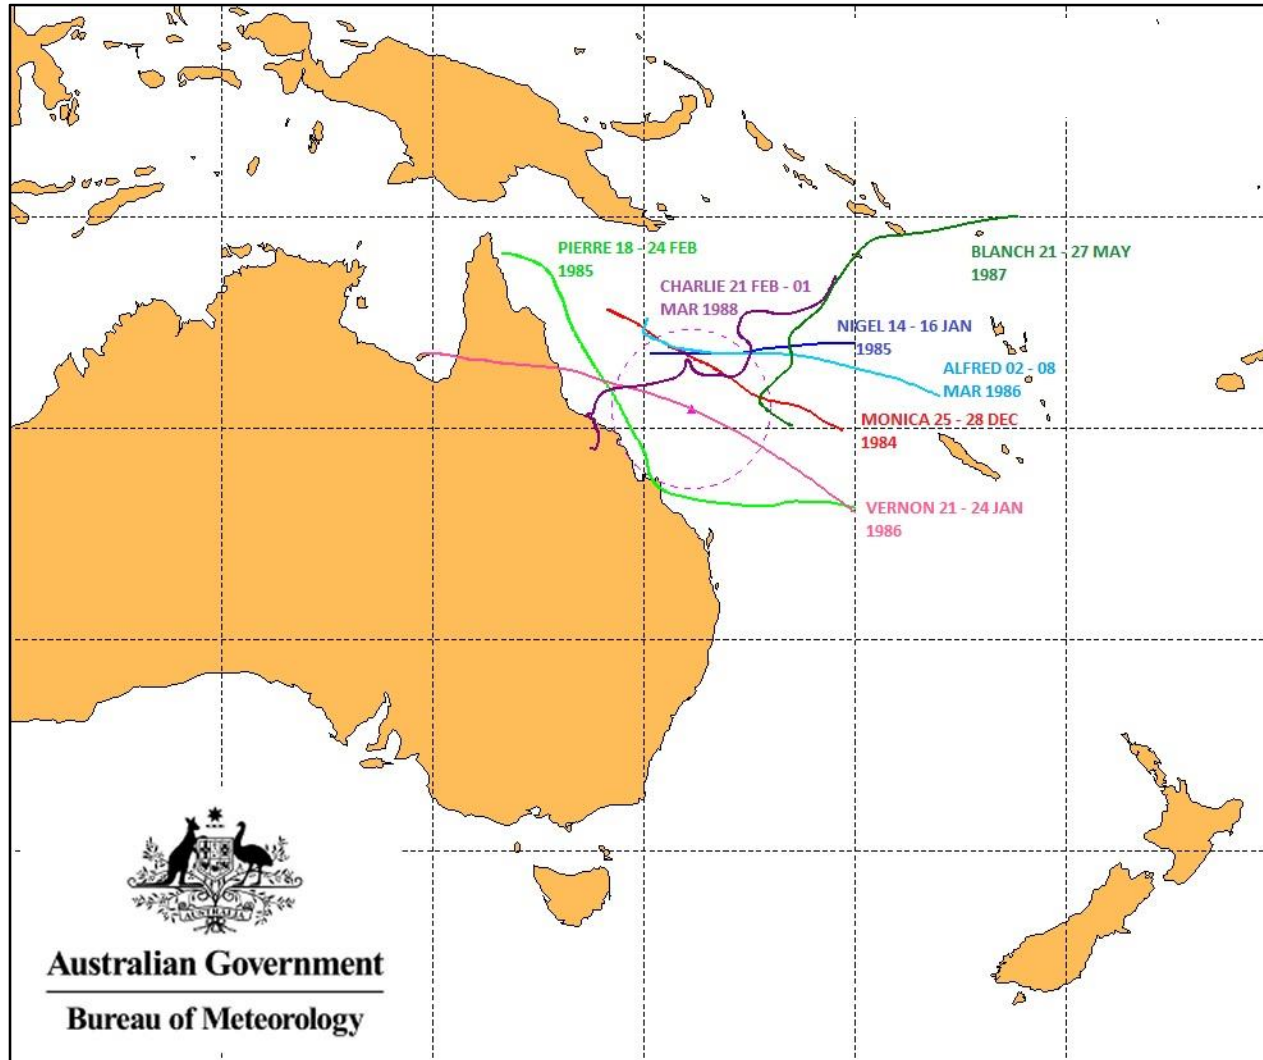 PIERRE 18 - 24 FEB
1985
BLANCH 21 - 27 MAY
1987
CHARLIE 21 FEB - 01
MAR 1988
NIGEL 14 - 16 JAN
1985
ALFRED 02 - 08
MAR 1986
MONICA 25 - 28 DEC
1984
VERNON 21 - 24 JAN
1986
AUSTRALIA
Australian Government
Bureau of Meteorology